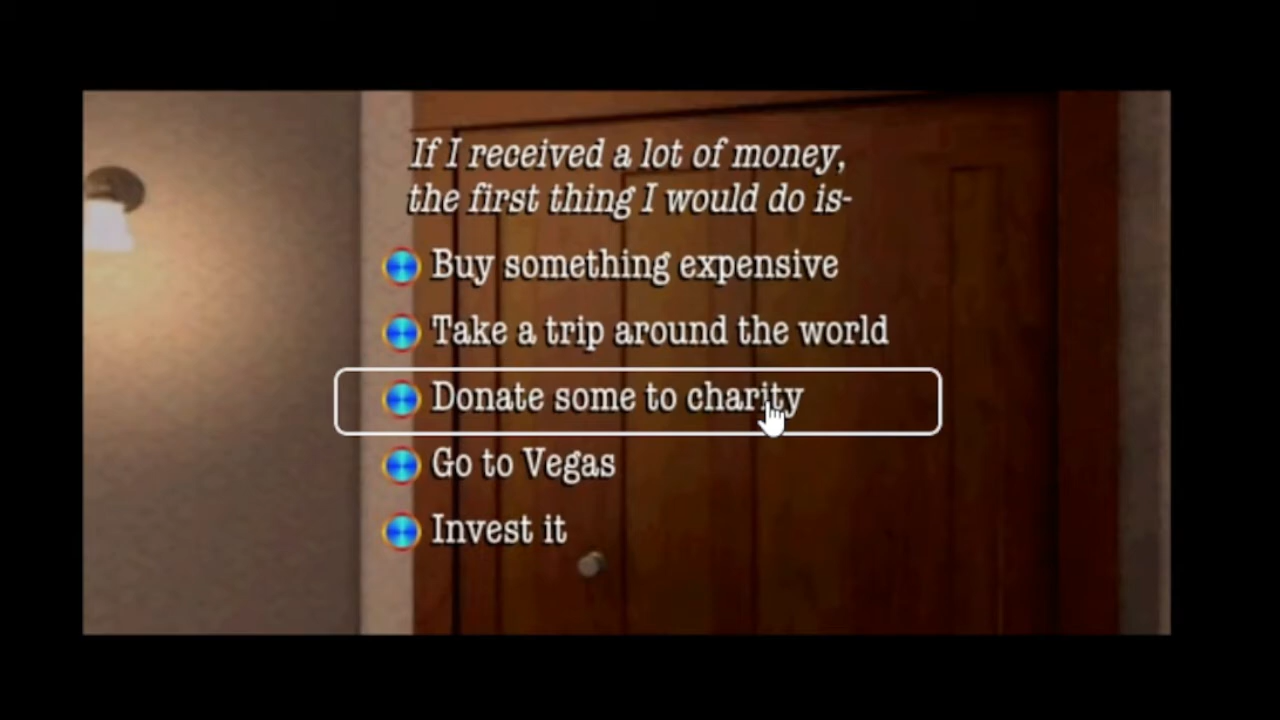 If I received a lot of money,
the first thing I would do is-
Buy something expensive
Take a trip around the world
Donate some to charity
Go to Vegas
Invest it